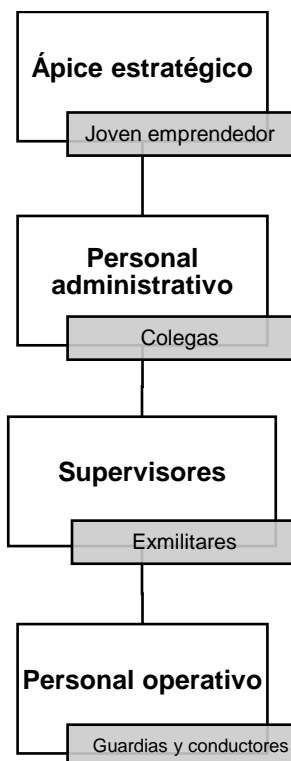 Ápice estratégico
Joven emprendedor
Personal
administrativo
Colegas
Supervisores
Exmilitares
Personal operativo
Guardias y conductores